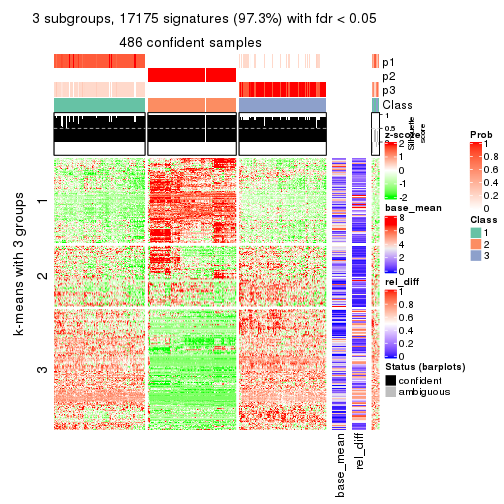 3 subgroups, 17175 signatures (97.3%) with fdr < 0.05
486 confident samples
p1
p2
p3
Class
1
0.5
0
Silhouette
score
z-score
2
1
0
-1
-2
base_mean
8
6
4
2
0
rel_diff
1
0.8
0.6
0.4
0.2
0
Status (barplots)
confident
ambiguous
Prob
1
0.8
0.6
0.4
0.2
0
Class
1
2
3
k-means with 3 groups
1
2
3
base_mean
rel_diff